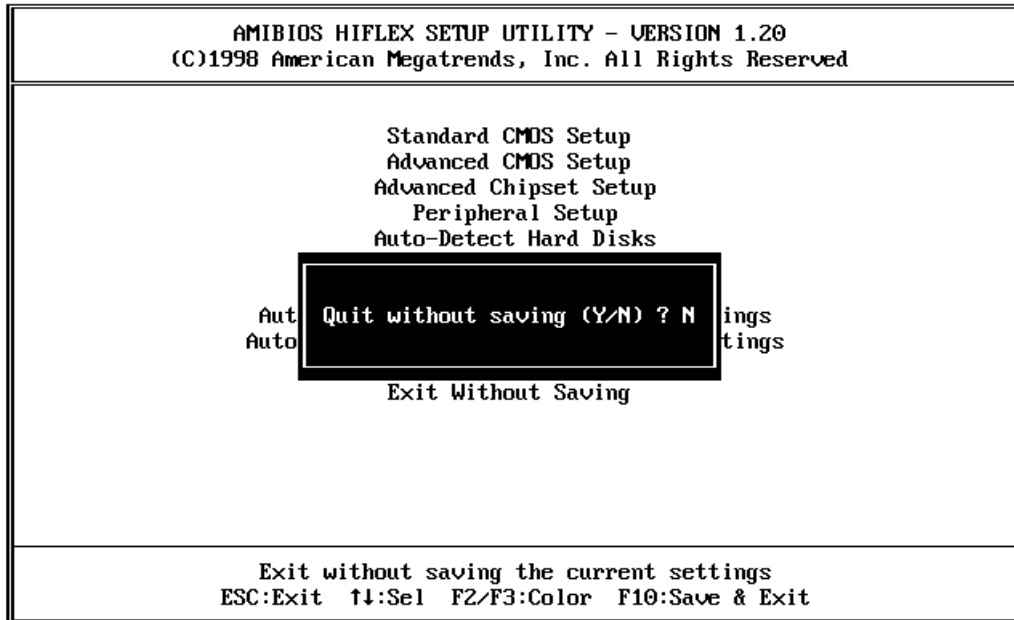 AMIBIOS HIFLEX SETUP UTILITY - VERSION 1.20
(C)1998 American Megatrends, Inc. All Rights Reserved
Standard CMOS Setup
Advanced CMOS Setup
Advanced Chipset Setup
Peripheral Setup
Auto-Detect Hard Disks
Aut
Quit without saving (Y/N) ? N
ings
Auto
tings
Exit Without Saving
Exit without saving the current settings
ESC:Exit ↑↓:Sel F2/F3:Color F10:Save & Exit